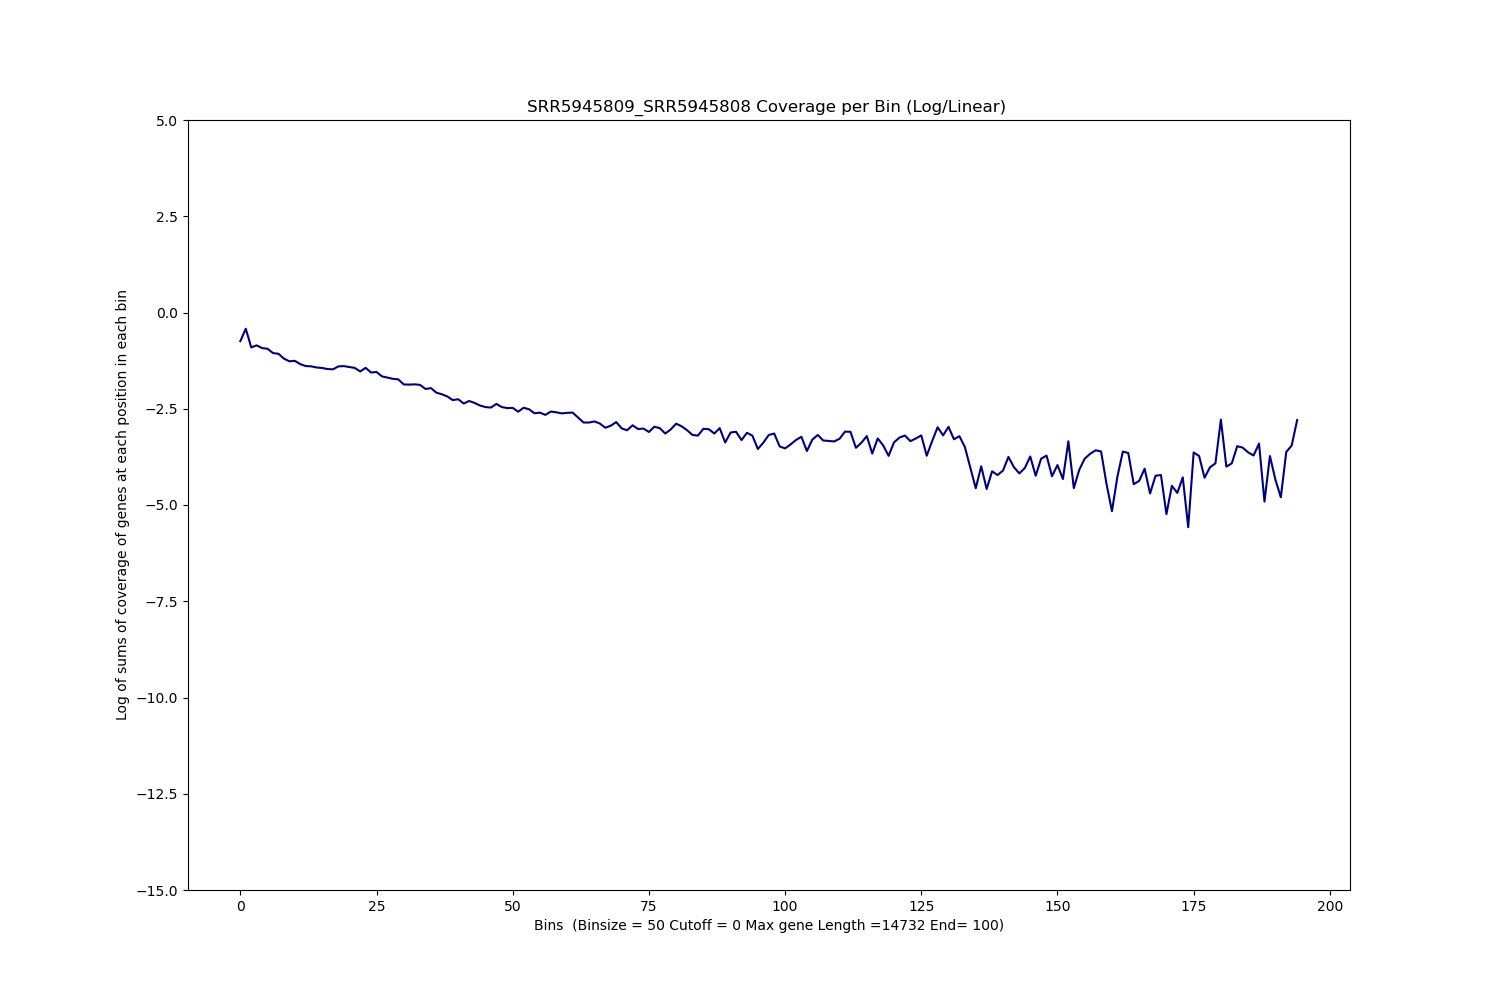 SRR5945809_SRR5945808 Coverage per Bin (Log/Linear)
5.0
2.5
0.0
−2.5
−5.0
−7.5
−10.0
−12.5
−15.0
Log of sums of coverage of genes at each position in each bin
0 25 50 75 100 125 150 175 200
Bins  (Binsize = 50 Cutoff = 0 Max gene Length =14732 End= 100)